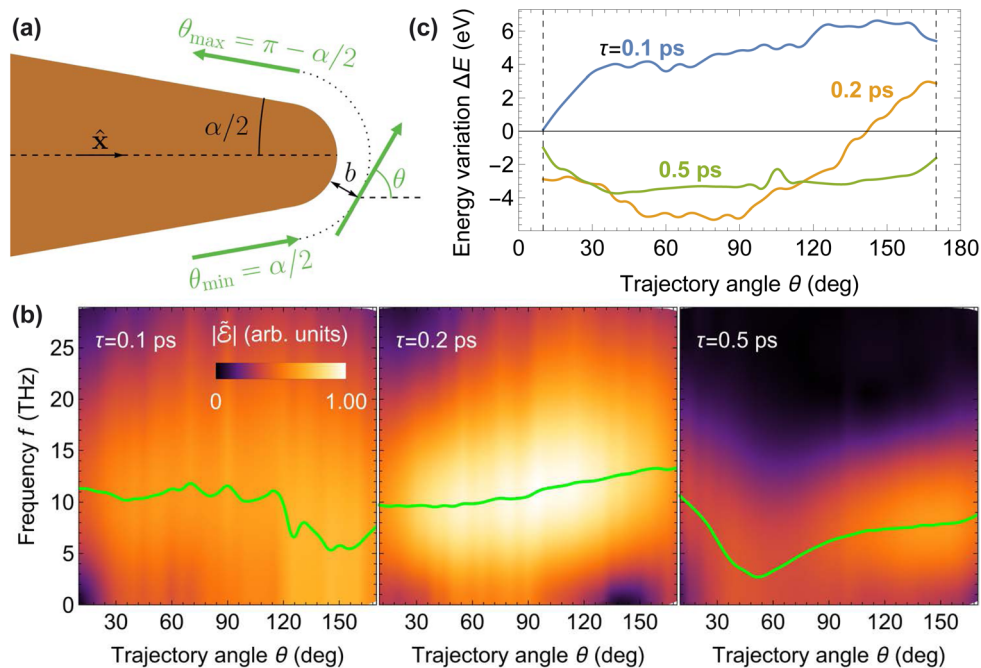 (a)
θmax = π − α/2
α/2
x̂
b
θ
θmin = α/2
(c)
Energy variation ΔE (eV)
6
4
2
0
−2
−4
τ=0.1 ps
0.2 ps
0.5 ps
0 30 60 90 120 150 180
Trajectory angle θ (deg)
(b)
Frequency f (THz)
25
20
15
10
5
0
τ=0.1 ps
|ℰ̃| (arb. units)
0 1.00
τ=0.2 ps
τ=0.5 ps
30 60 90 120 150
30 60 90 120 150
30 60 90 120 150
Trajectory angle θ (deg)
Trajectory angle θ (deg)
Trajectory angle θ (deg)